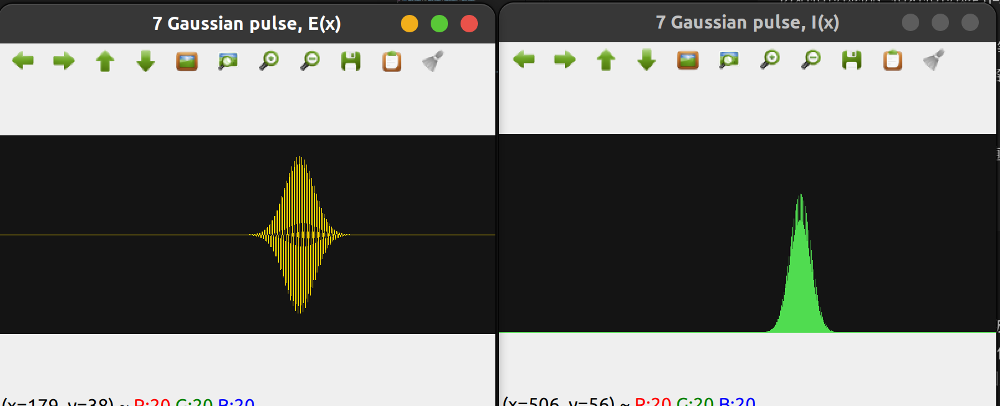 7 Gaussian pulse, E(x)
7 Gaussian pulse, I(x)
(x=179, y=38) ~ R:20 G:20 B:20
(x=506, y=56) ~ R:20 G:20 B:20